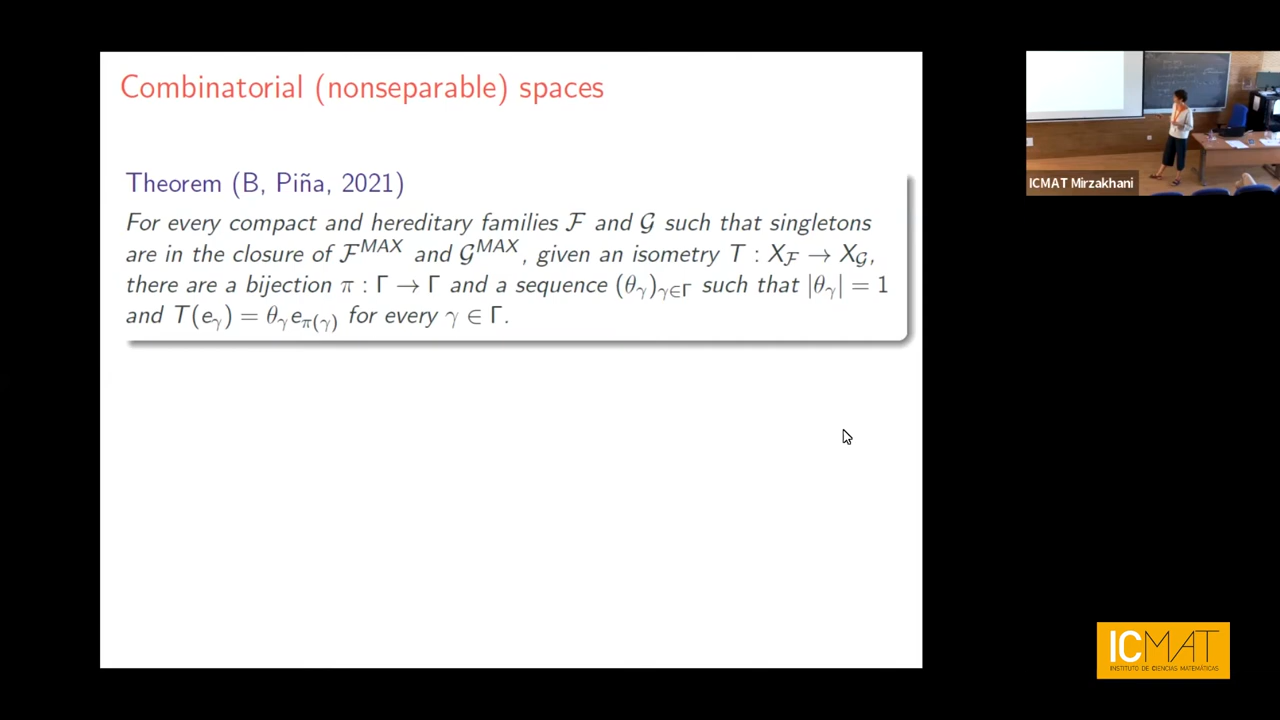 Combinatorial (nonseparable) spaces
Theorem (B, Piña, 2021)
For every compact and hereditary families ℱ and 𝒢 such that singletons
are in the closure of ℱ^{MAX} and 𝒢^{MAX}, given an isometry T : X_ℱ → X_𝒢,
there are a bijection π : Γ → Γ and a sequence (θ_γ)_{γ∈Γ} such that |θ_γ| = 1
and T(e_γ) = θ_γ e_{π(γ)} for every γ ∈ Γ.
ICMAT Mirzakhani
ICMAT
INSTITUTO DE CIENCIAS MATEMÁTICAS